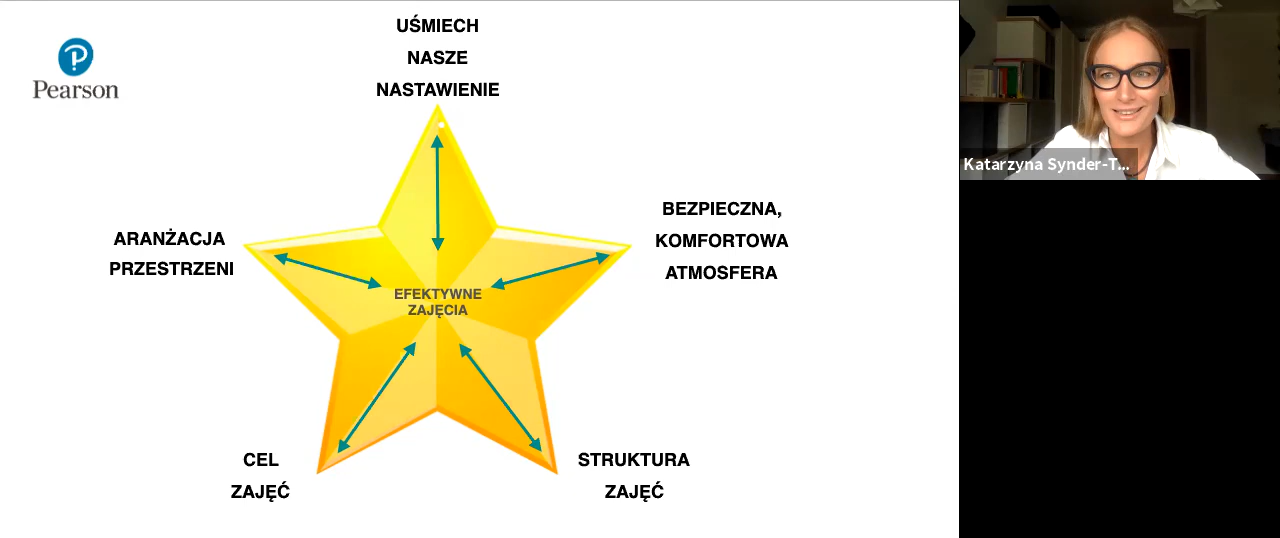 Pearson
UŚMIECH
NASZE
NASTAWIENIE
ARANŻACJA
PRZESTRZENI
BEZPIECZNA,
KOMFORTOWA
ATMOSFERA
EFEKTYWNE
ZAJĘCIA
CEL
ZAJĘĆ
STRUKTURA
ZAJĘĆ
Katarzyna Synder-T...